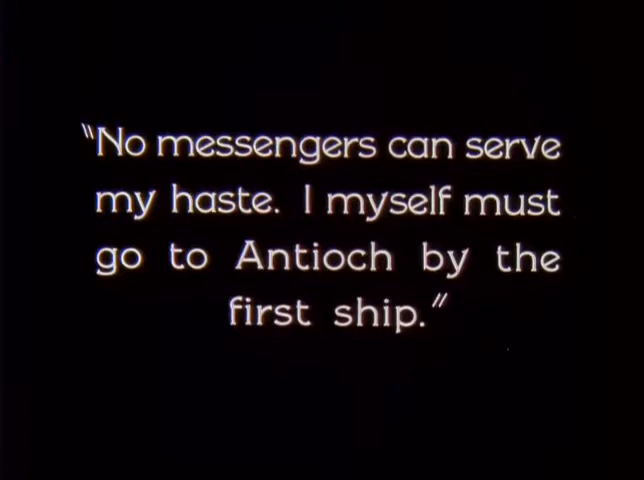 "No messengers can serve
my haste. I myself must
go to Antioch by the
first ship."